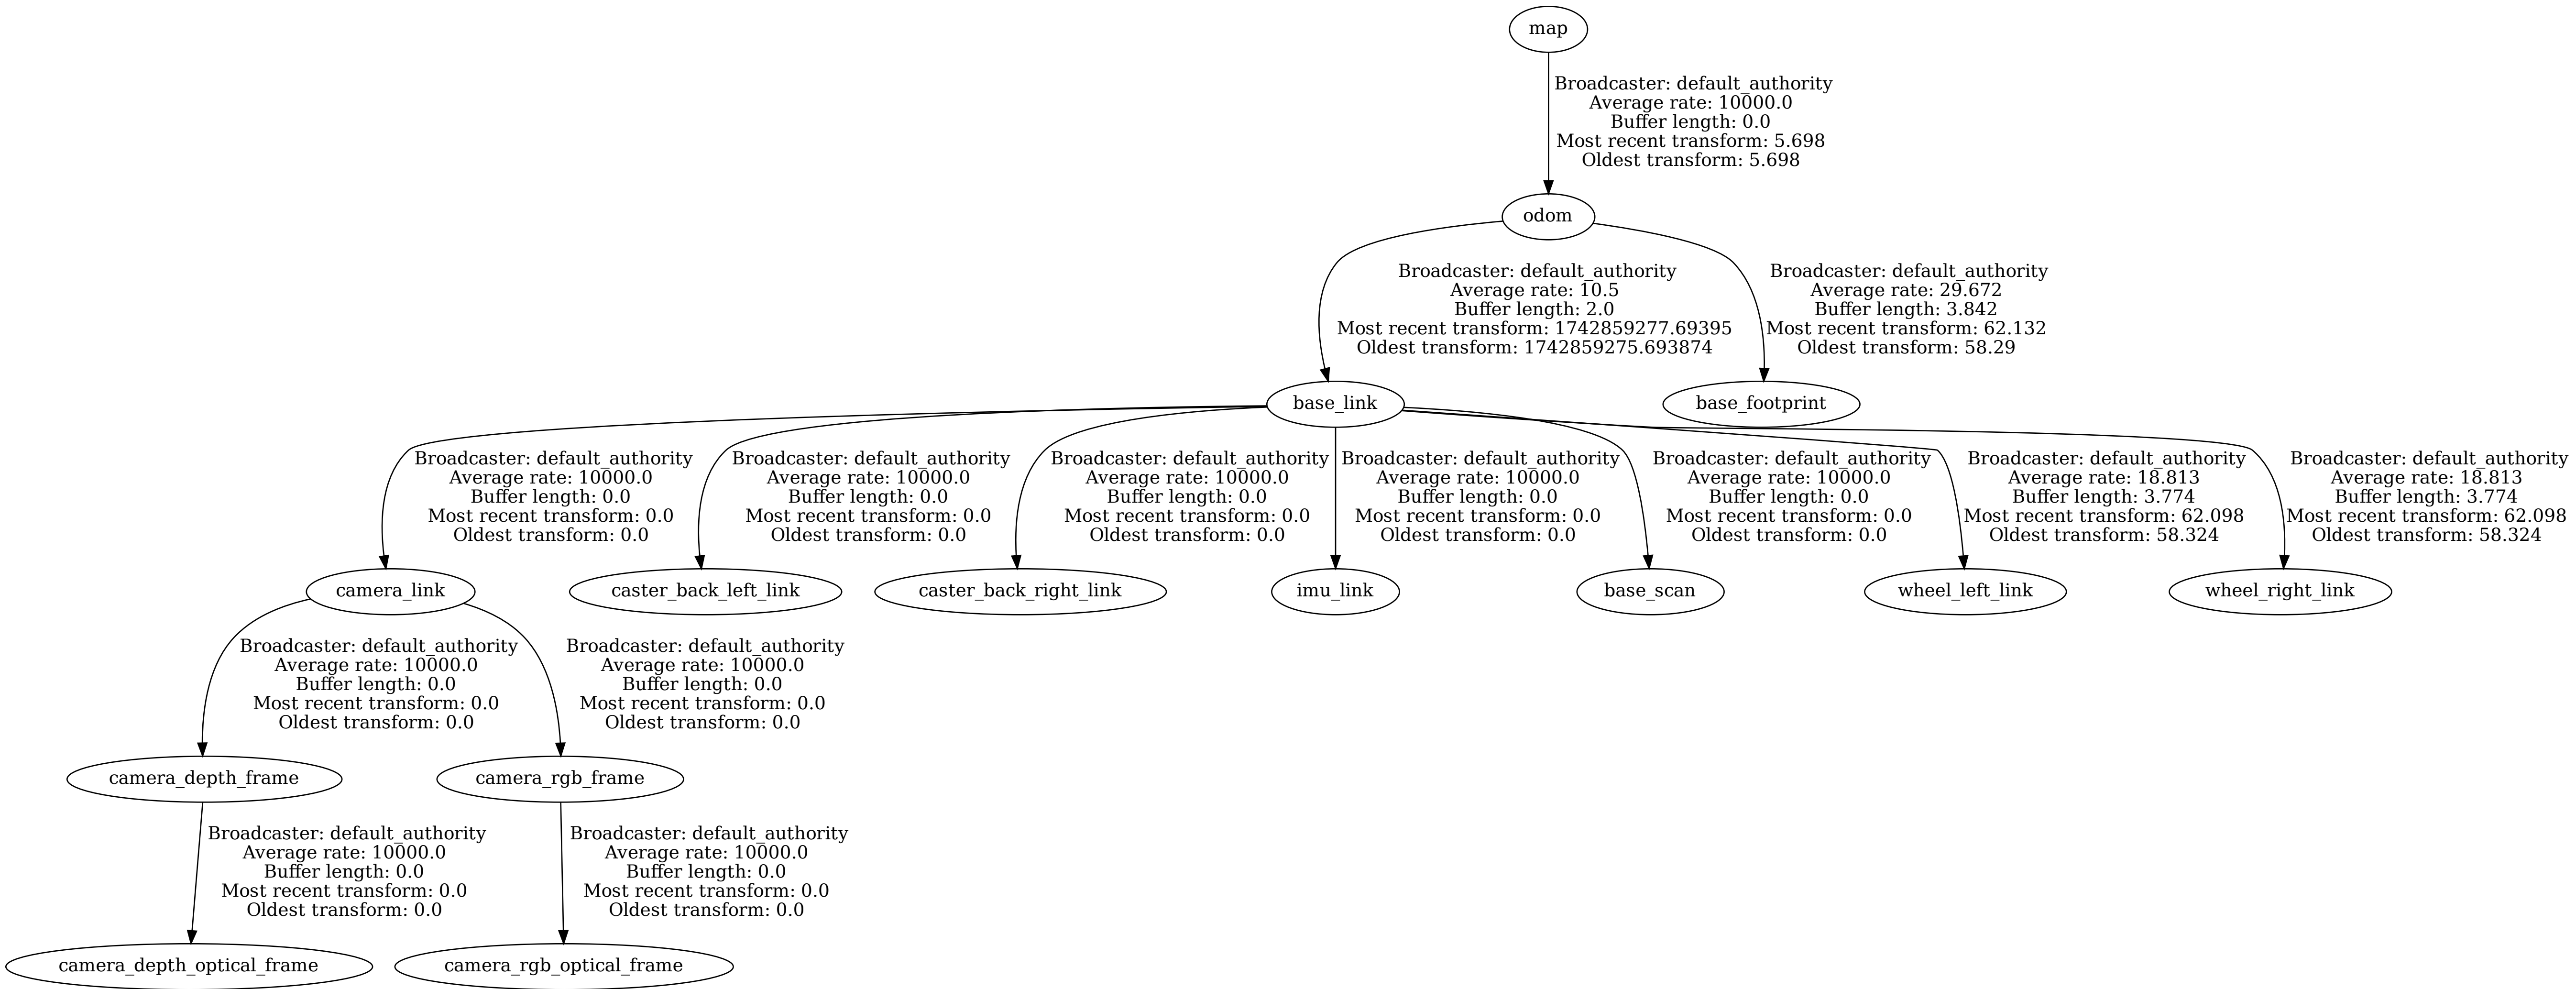 map
Broadcaster: default_authority
Average rate: 10000.0
Buffer length: 0.0
Most recent transform: 5.698
Oldest transform: 5.698
odom
Broadcaster: default_authority
Average rate: 10.5
Buffer length: 2.0
Most recent transform: 1742859277.69395
Oldest transform: 1742859275.693874
Broadcaster: default_authority
Average rate: 29.672
Buffer length: 3.842
Most recent transform: 62.132
Oldest transform: 58.29
base_link
base_footprint
Broadcaster: default_authority
Average rate: 10000.0
Buffer length: 0.0
Most recent transform: 0.0
Oldest transform: 0.0
Broadcaster: default_authority
Average rate: 10000.0
Buffer length: 0.0
Most recent transform: 0.0
Oldest transform: 0.0
Broadcaster: default_authority
Average rate: 10000.0
Buffer length: 0.0
Most recent transform: 0.0
Oldest transform: 0.0
Broadcaster: default_authority
Average rate: 10000.0
Buffer length: 0.0
Most recent transform: 0.0
Oldest transform: 0.0
Broadcaster: default_authority
Average rate: 10000.0
Buffer length: 0.0
Most recent transform: 0.0
Oldest transform: 0.0
Broadcaster: default_authority
Average rate: 18.813
Buffer length: 3.774
Most recent transform: 62.098
Oldest transform: 58.324
Broadcaster: default_authority
Average rate: 18.813
Buffer length: 3.774
Most recent transform: 62.098
Oldest transform: 58.324
camera_link
caster_back_left_link
caster_back_right_link
imu_link
base_scan
wheel_left_link
wheel_right_link
Broadcaster: default_authority
Average rate: 10000.0
Buffer length: 0.0
Most recent transform: 0.0
Oldest transform: 0.0
Broadcaster: default_authority
Average rate: 10000.0
Buffer length: 0.0
Most recent transform: 0.0
Oldest transform: 0.0
camera_depth_frame
camera_rgb_frame
Broadcaster: default_authority
Average rate: 10000.0
Buffer length: 0.0
Most recent transform: 0.0
Oldest transform: 0.0
Broadcaster: default_authority
Average rate: 10000.0
Buffer length: 0.0
Most recent transform: 0.0
Oldest transform: 0.0
camera_depth_optical_frame
camera_rgb_optical_frame